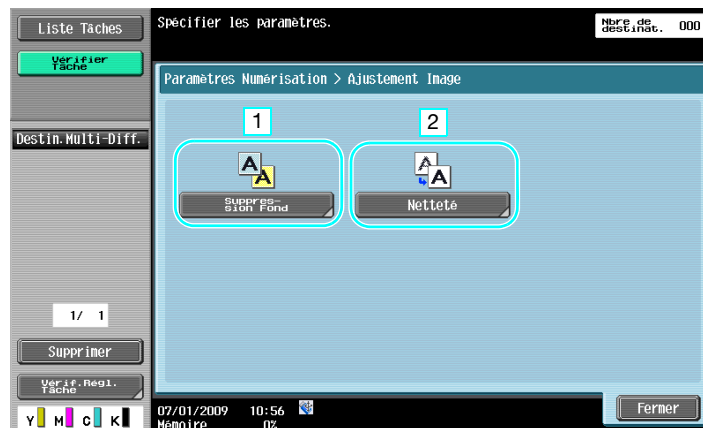 Liste Tâches
Vérifier
Tâche
Destin.Multi-Diff.
1/ 1
Supprimer
Vérif.Régl.
Tâche
Y M C K
Spécifier les paramètres.
Nbre de
destinat. 000
Paramètres Numérisation > Ajustement Image
1
2
A
A
A
A
Suppres-
sion Fond
Netteté
07/01/2009 10:56
Mémoire 0%
Fermer